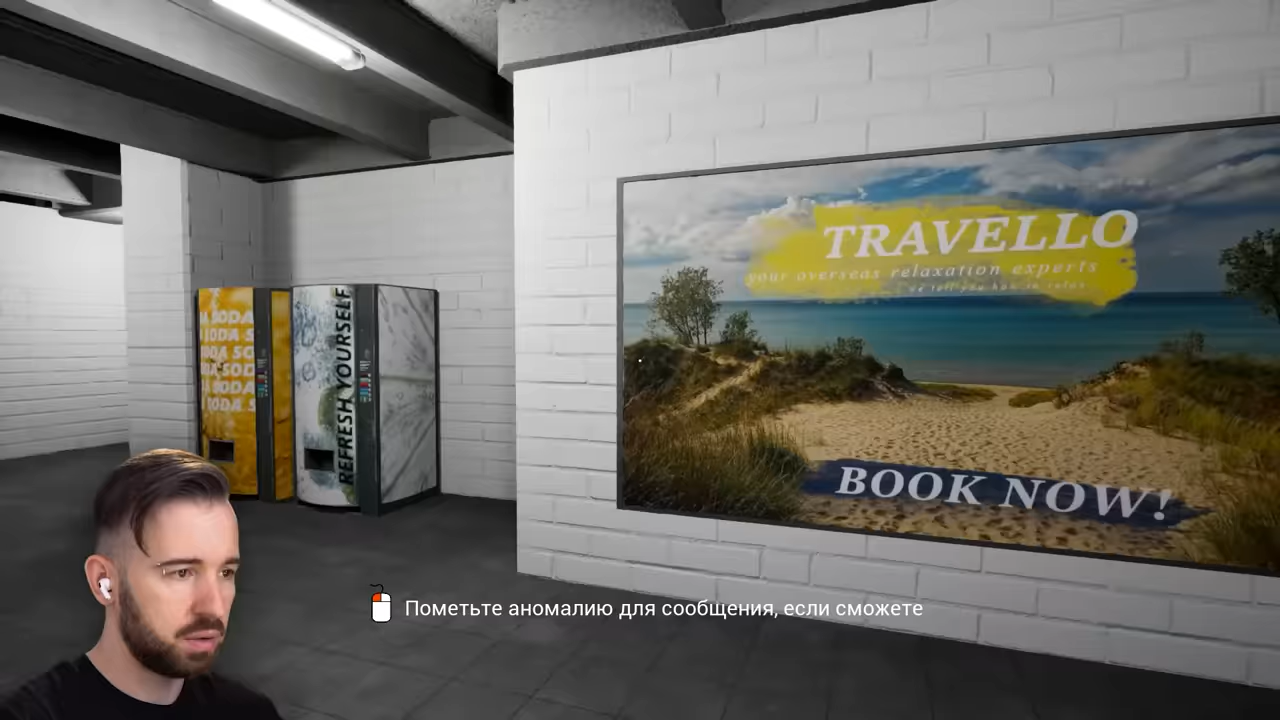 TRAVELLO
your overseas relaxation experts
REFRESH YOURSELF
SODA
SODA
SODA
SODA
BOOK NOW!
Пометьте аномалию для сообщения, если сможете